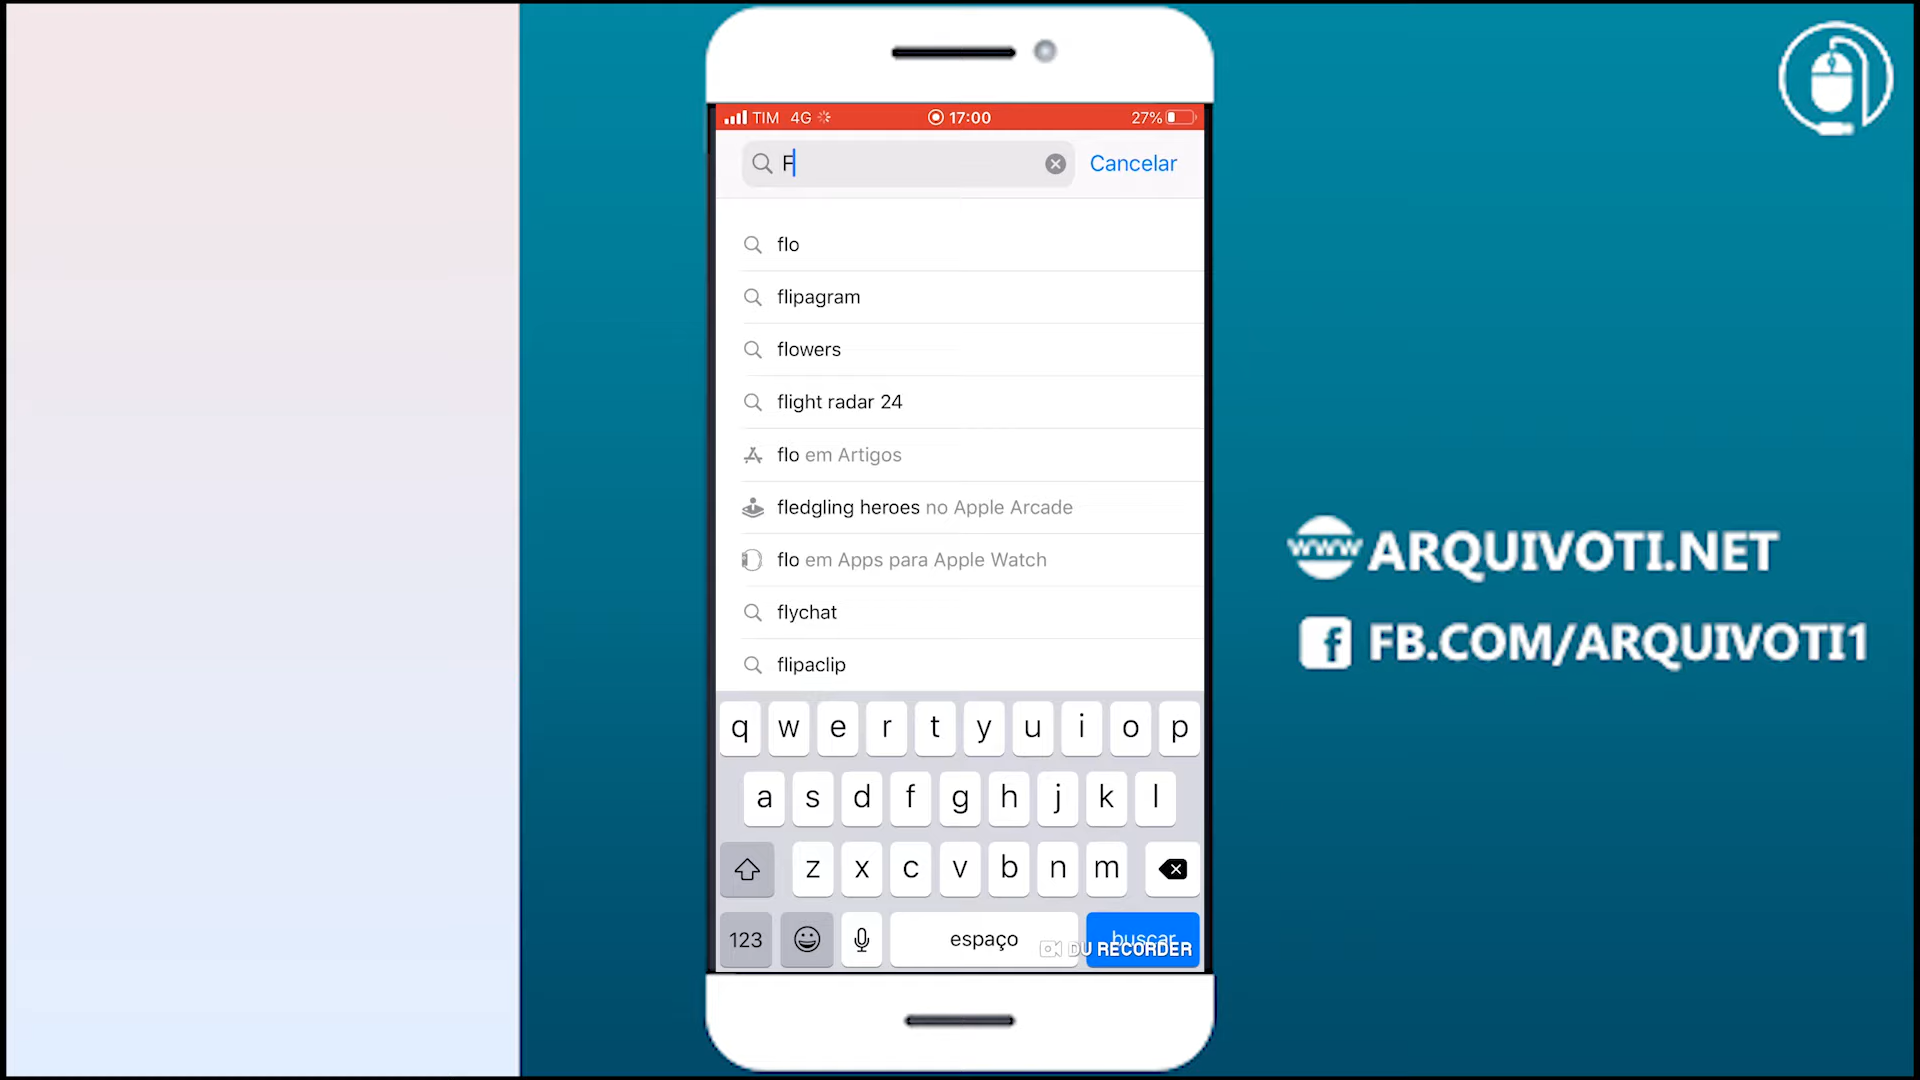 TIM 4G 17:00 27%
F Cancelar
flo
flipagram
flowers
flight radar 24
flo em Artigos
fledgling heroes no Apple Arcade
flo em Apps para Apple Watch
flychat
flipaclip
q w e r t y u i o p
a s d f g h j k l
z x c v b n m
123 espaço buscar
DU RECORDER
www ARQUIVOTI.NET
f FB.COM/ARQUIVOTI1